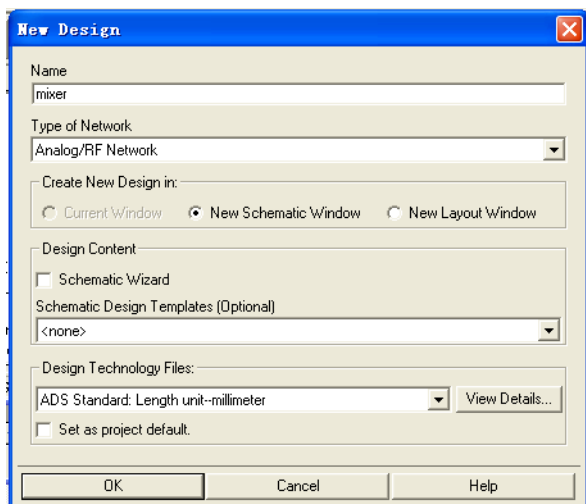 New Design
Name
mixer
Type of Network
Analog/RF Network
Create New Design in:
Current Window New Schematic Window New Layout Window
Design Content
Schematic Wizard
Schematic Design Templates (Optional)
<none>
Design Technology Files:
ADS Standard: Length unit--millimeter View Details...
Set as project default.
OK Cancel Help